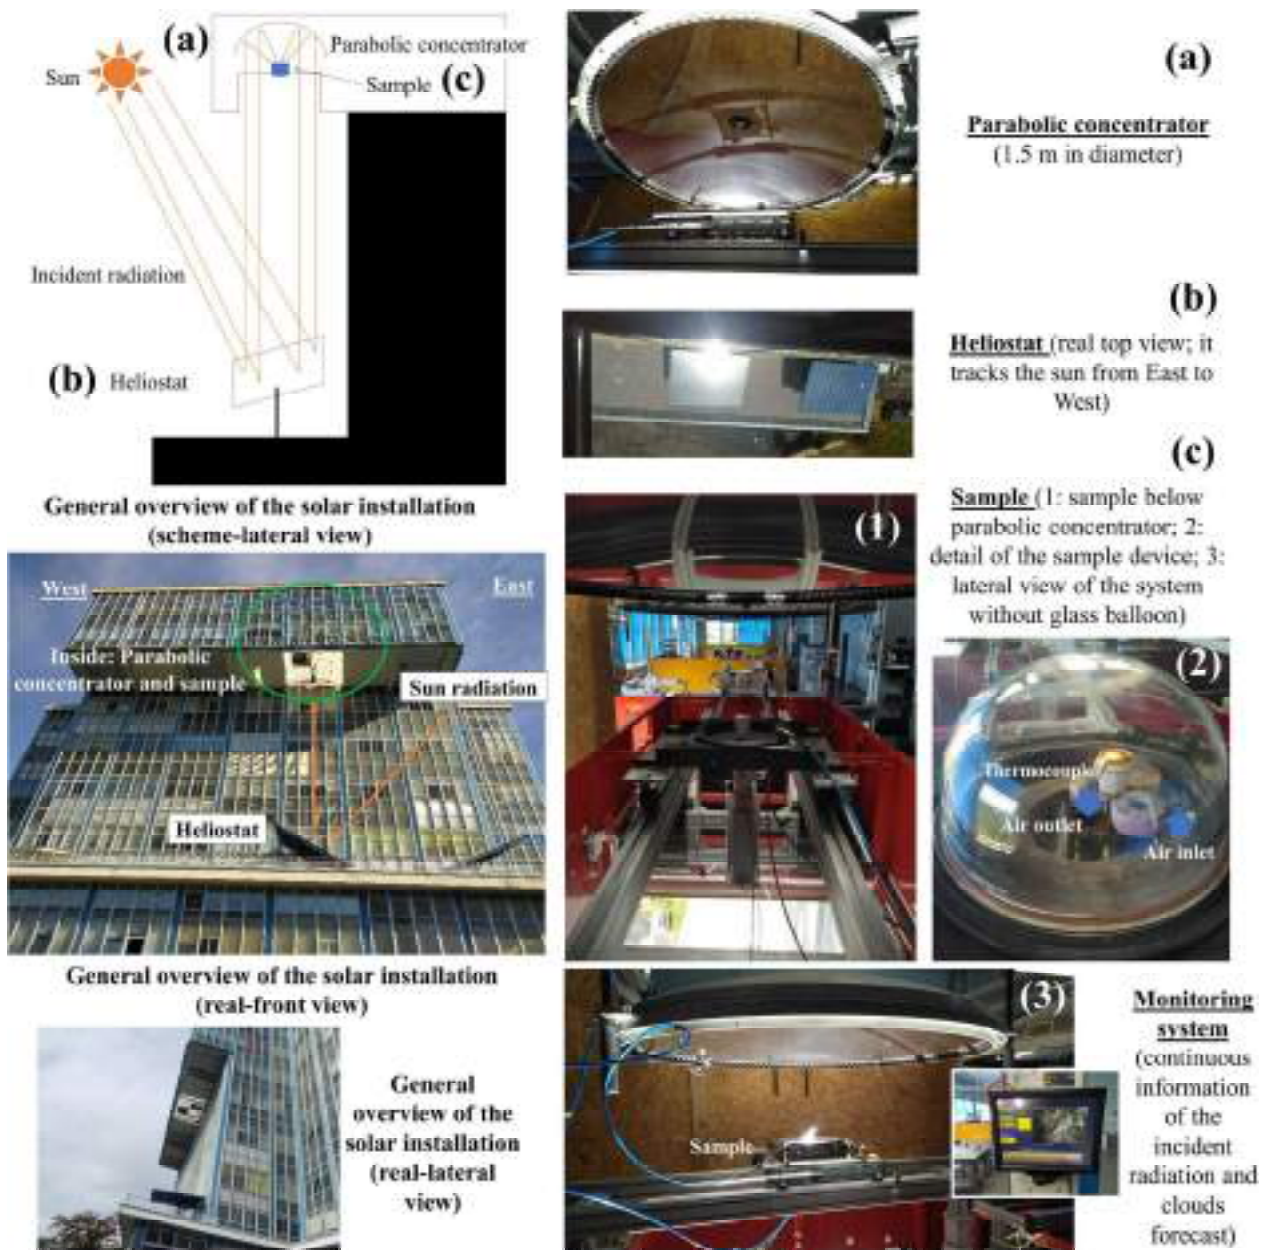 (a)
Parabolic concentrator
Sun
Sample (c)
Incident radiation
(b) Heliostat
General overview of the solar installation
(scheme-lateral view)
West
East
Inside: Parabolic
concentrator and sample
Sun radiation
Heliostat
General overview of the solar installation
(real-front view)
General
overview of the
solar installation
(real-lateral
view)
(a)
Parabolic concentrator
(1.5 m in diameter)
(b)
Heliostat (real top view; it
tracks the sun from East to
West)
(c)
Sample (1: sample below
parabolic concentrator; 2:
detail of the sample device; 3:
lateral view of the system
without glass balloon)
(1)
(2)
Thermocouple
Air outlet
Air inlet
(3)
Sample
Monitoring
system
(continuous
information
of the
incident
radiation and
clouds
forecast)